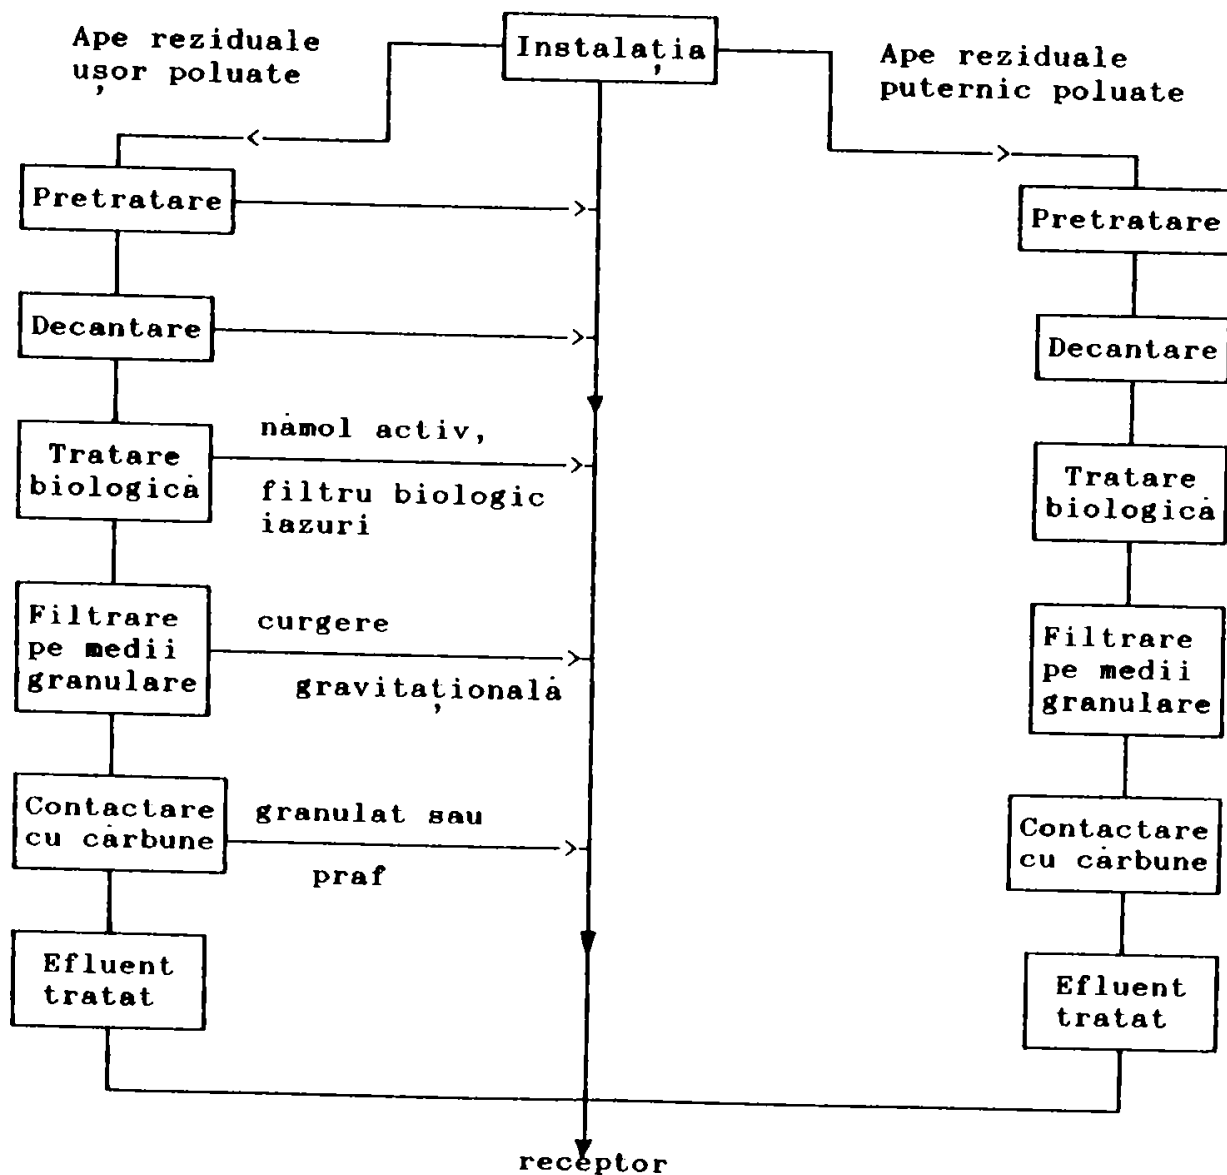 Ape reziduale
ușor poluate
Instalația
Ape reziduale
puternic poluate
Pretratare
Decantare
Tratare
biologică
nămol activ,
filtru biologic
iazuri
Filtrare
pe medii
granulare
curgere
gravitațională
Contactare
cu cărbune
granulat sau
praf
Efluent
tratat
Pretratare
Decantare
Tratare
biologică
Filtrare
pe medii
granulare
Contactare
cu cărbune
Efluent
tratat
receptor